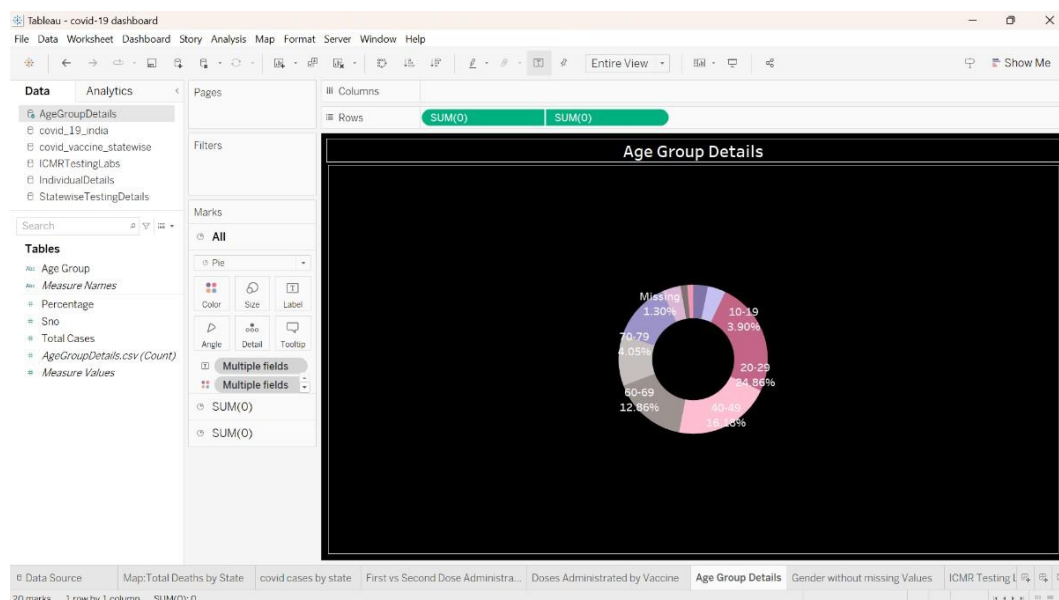 Tableau - covid-19 dashboard
File Data Worksheet Dashboard Story Analysis Map Format Server Window Help
Entire View
Show Me
Data Analytics
Pages
Columns
Rows SUM(0) SUM(0)
AgeGroupDetails
covid_19_india
covid_vaccine_statewise
ICMRTestingLabs
IndividualDetails
StatewiseTestingDetails
Search
Tables
Abc Age Group
Abc Measure Names
# Percentage
# Sno
# Total Cases
# AgeGroupDetails.csv (Count)
# Measure Values
Filters
Marks
All
Pie
Color Size Label
Angle Detail Tooltip
Multiple fields
Multiple fields
SUM(0)
SUM(0)
Age Group Details
Missing
1.30%
10-19
3.90%
70-79
4.05%
20-29
24.86%
60-69
12.86%
40-49
16.18%
Data Source Map:Total Deaths by State covid cases by state First vs Second Dose Administra... Doses Administrated by Vaccine Age Group Details Gender without missing Values ICMR Testing L
20 marks 1 row by 1 column SUM(0): 0